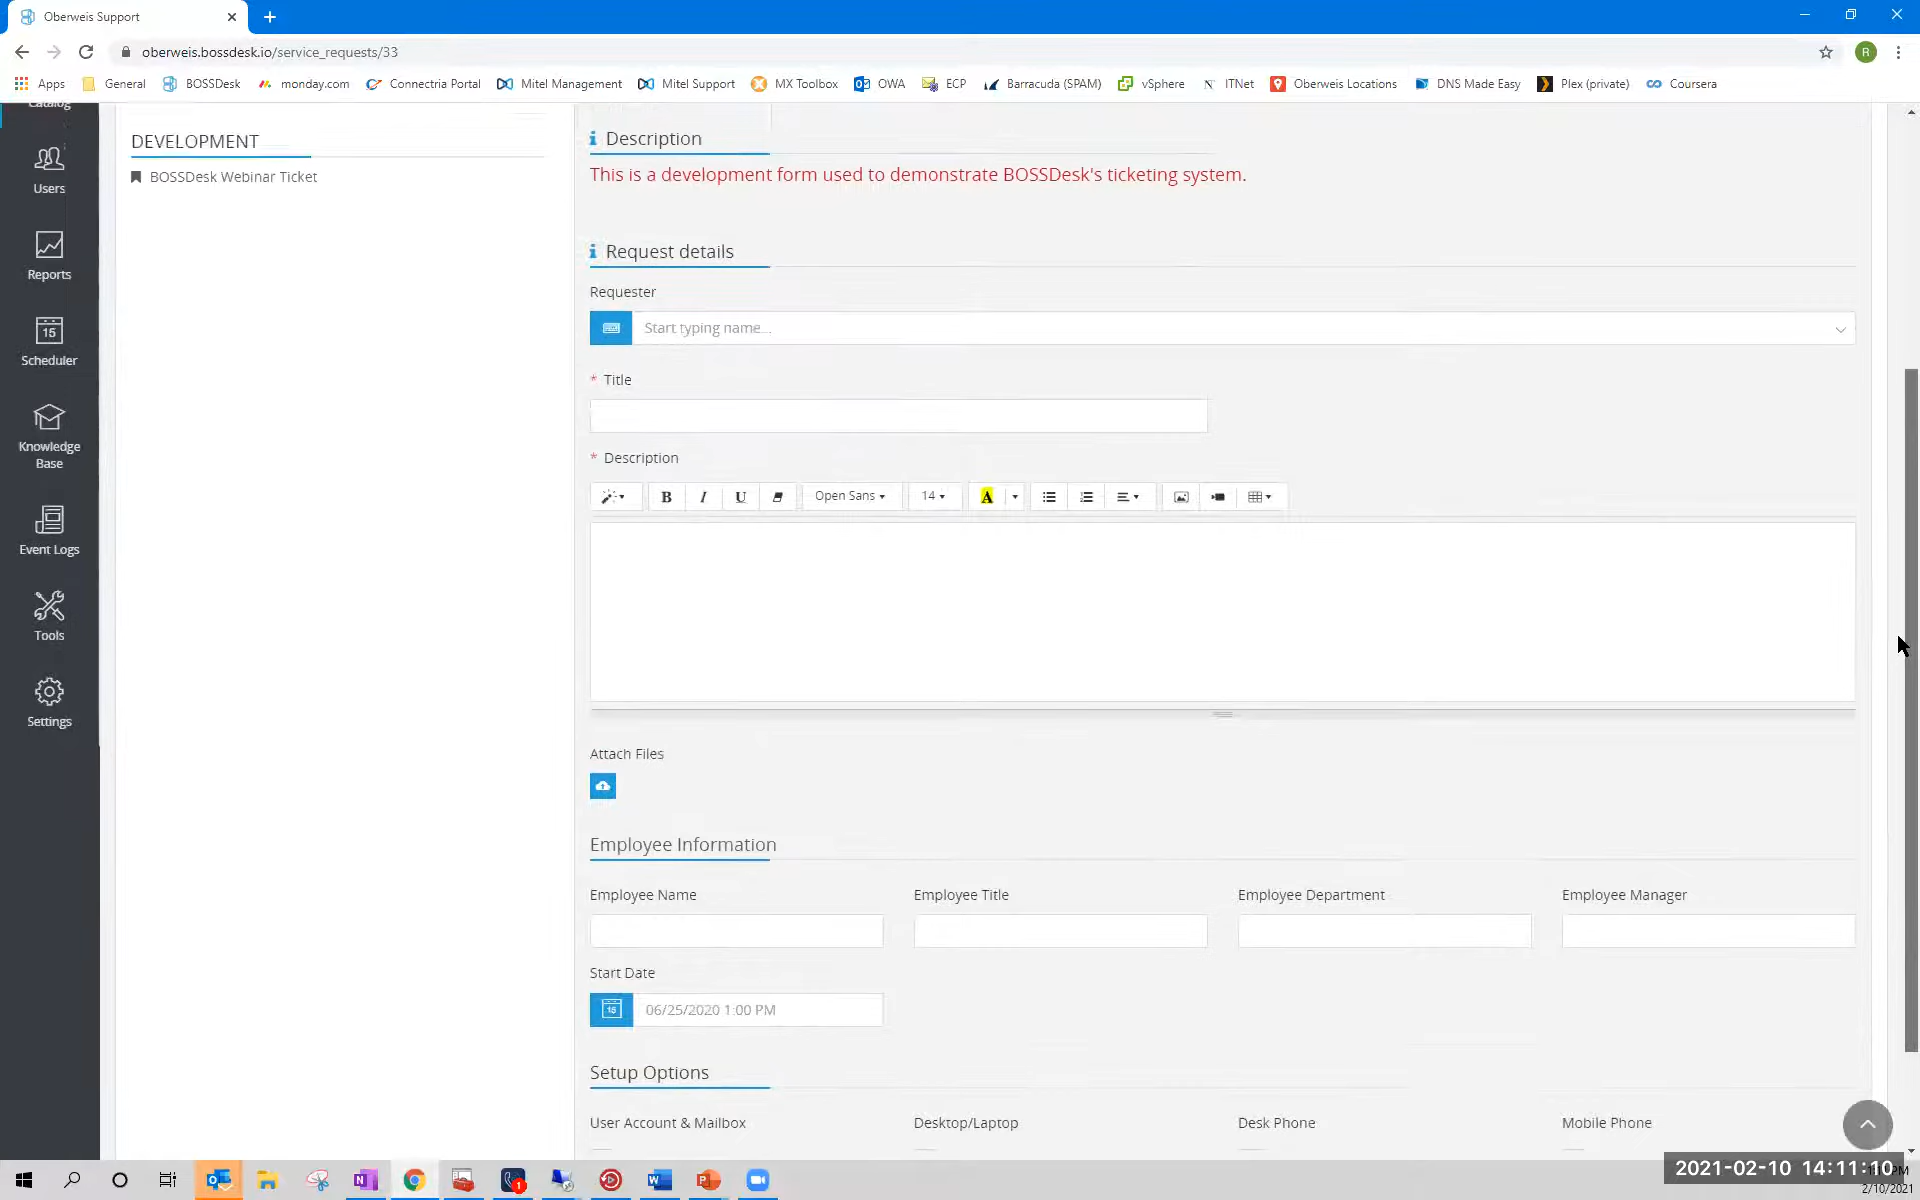 Oberweis Support
oberweis.bossdesk.io/service_requests/33
R
Apps General BOSSDesk monday.com Connectria Portal Mitel Management Mitel Support MX Toolbox OWA ECP Barracuda (SPAM) vSphere ITNet Oberweis Locations DNS Made Easy Plex (private) Coursera
Catalog
Users
Reports
15
Scheduler
Knowledge
Base
Event Logs
Tools
Settings
DEVELOPMENT
BOSSDesk Webinar Ticket
Description
This is a development form used to demonstrate BOSSDesk's ticketing system.
Request details
Requester
Start typing name...
* Title
* Description
B I U Open Sans 14 A
Attach Files
Employee Information
Employee Name Employee Title Employee Department Employee Manager
Start Date
15 06/25/2020 1:00 PM
Setup Options
User Account & Mailbox Desktop/Laptop Desk Phone Mobile Phone
2021-02-10 14:11:10
1
2/10/2021